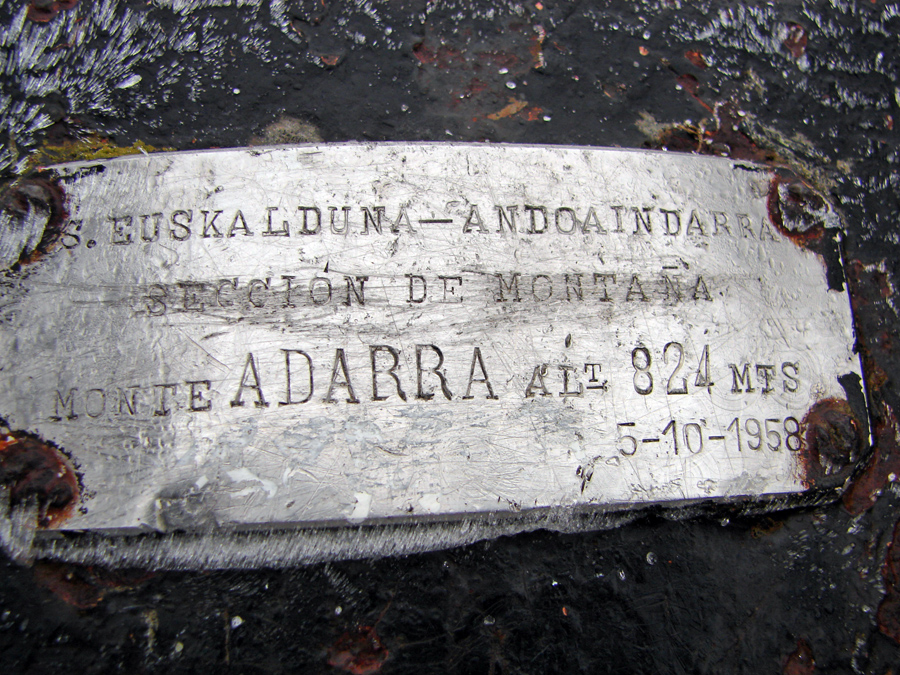 S. EUSKALDUNA-ANDOAINDARRA
SECCIÓN DE MONTAÑA
MONTE ADARRA ALT. 824 MTS
5-10-1958